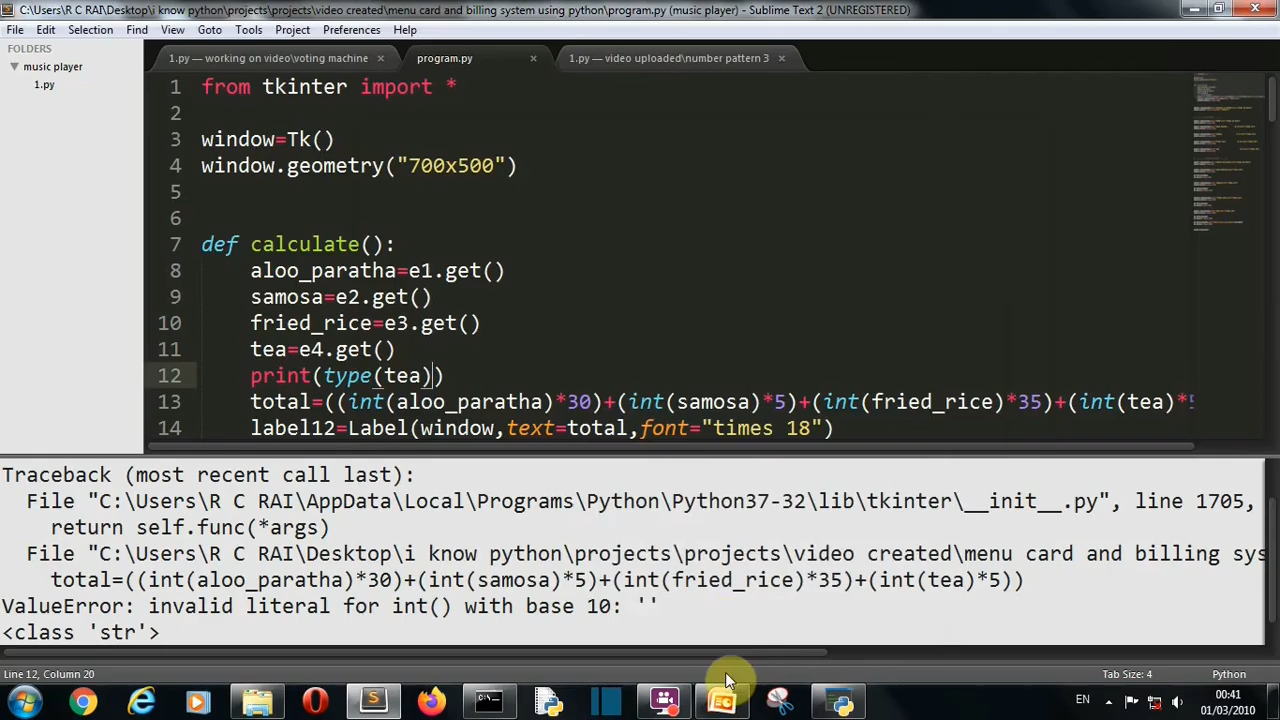 C:\Users\R C RAI\Desktop\i know python\projects\projects\video created\menu card and billing system using python\program.py (music player) - Sublime Text 2 (UNREGISTERED)
File Edit Selection Find View Goto Tools Project Preferences Help
FOLDERS
music player
1.py
1.py — working on video\voting machine
program.py
1.py — video uploaded\number pattern 3
1 from tkinter import *
2
3 window=Tk()
4 window.geometry("700x500")
5
6
7 def calculate():
8 aloo_paratha=e1.get()
9 samosa=e2.get()
10 fried_rice=e3.get()
11 tea=e4.get()
12 print(type(tea))
13 total=((int(aloo_paratha)*30)+(int(samosa)*5)+(int(fried_rice)*35)+(int(tea)*5
14 label12=Label(window,text=total,font="times 18")
Traceback (most recent call last):
File "C:\Users\R C RAI\AppData\Local\Programs\Python\Python37-32\lib\tkinter\__init__.py", line 1705,
return self.func(*args)
File "C:\Users\R C RAI\Desktop\i know python\projects\projects\video created\menu card and billing sys
total=((int(aloo_paratha)*30)+(int(samosa)*5)+(int(fried_rice)*35)+(int(tea)*5))
ValueError: invalid literal for int() with base 10: ''
<class 'str'>
Line 12, Column 20
Tab Size: 4
Python
EN
00:41
01/03/2010